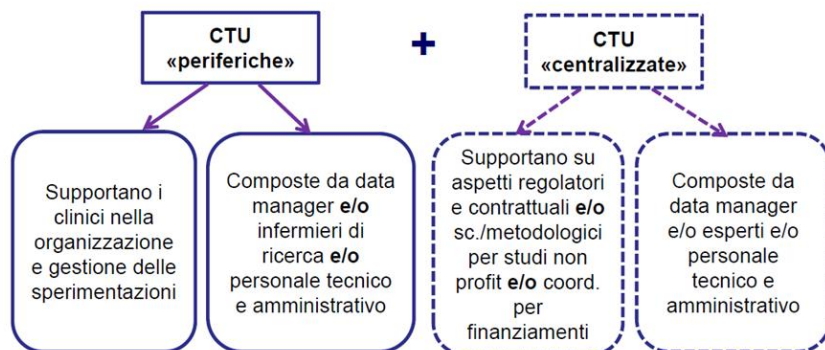 CTU
«periferiche»
+
CTU
«centralizzate»
Supportano i
clinici nella
organizzazione
e gestione delle
sperimentazioni
Composte da data
manager e/o
infermieri di
ricerca e/o
personale tecnico
e amministrativo
Supportano su
aspetti regolatori
e contrattuali e/o
sc./metodologici
per studi non
profit e/o coord.
per
finanziamenti
Composte da
data manager
e/o esperti e/o
personale
tecnico e
amministrativo